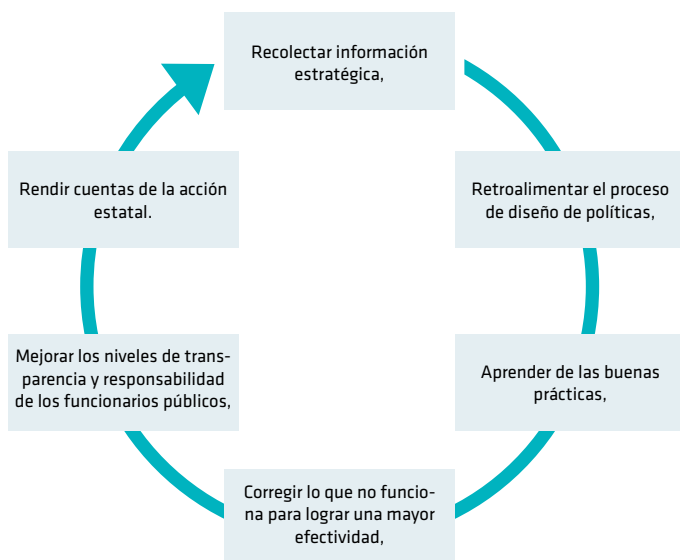 Recolectar información
estratégica,
Retroalimentar el proceso
de diseño de políticas,
Aprender de las buenas
prácticas,
Corregir lo que no funcio-
na para lograr una mayor
efectividad,
Mejorar los niveles de trans-
parencia y responsabilidad
de los funcionarios públicos,
Rendir cuentas de la acción
estatal.